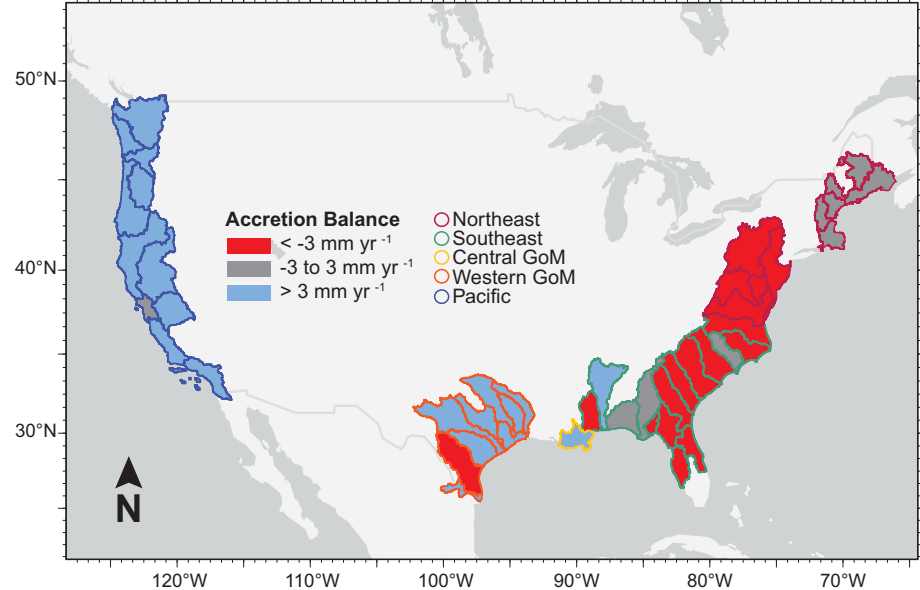 50°N
40°N
30°N
Accretion Balance
< -3 mm yr -1
-3 to 3 mm yr -1
> 3 mm yr -1
Northeast
Southeast
Central GoM
Western GoM
Pacific
N
120°W
110°W
100°W
90°W
80°W
70°W